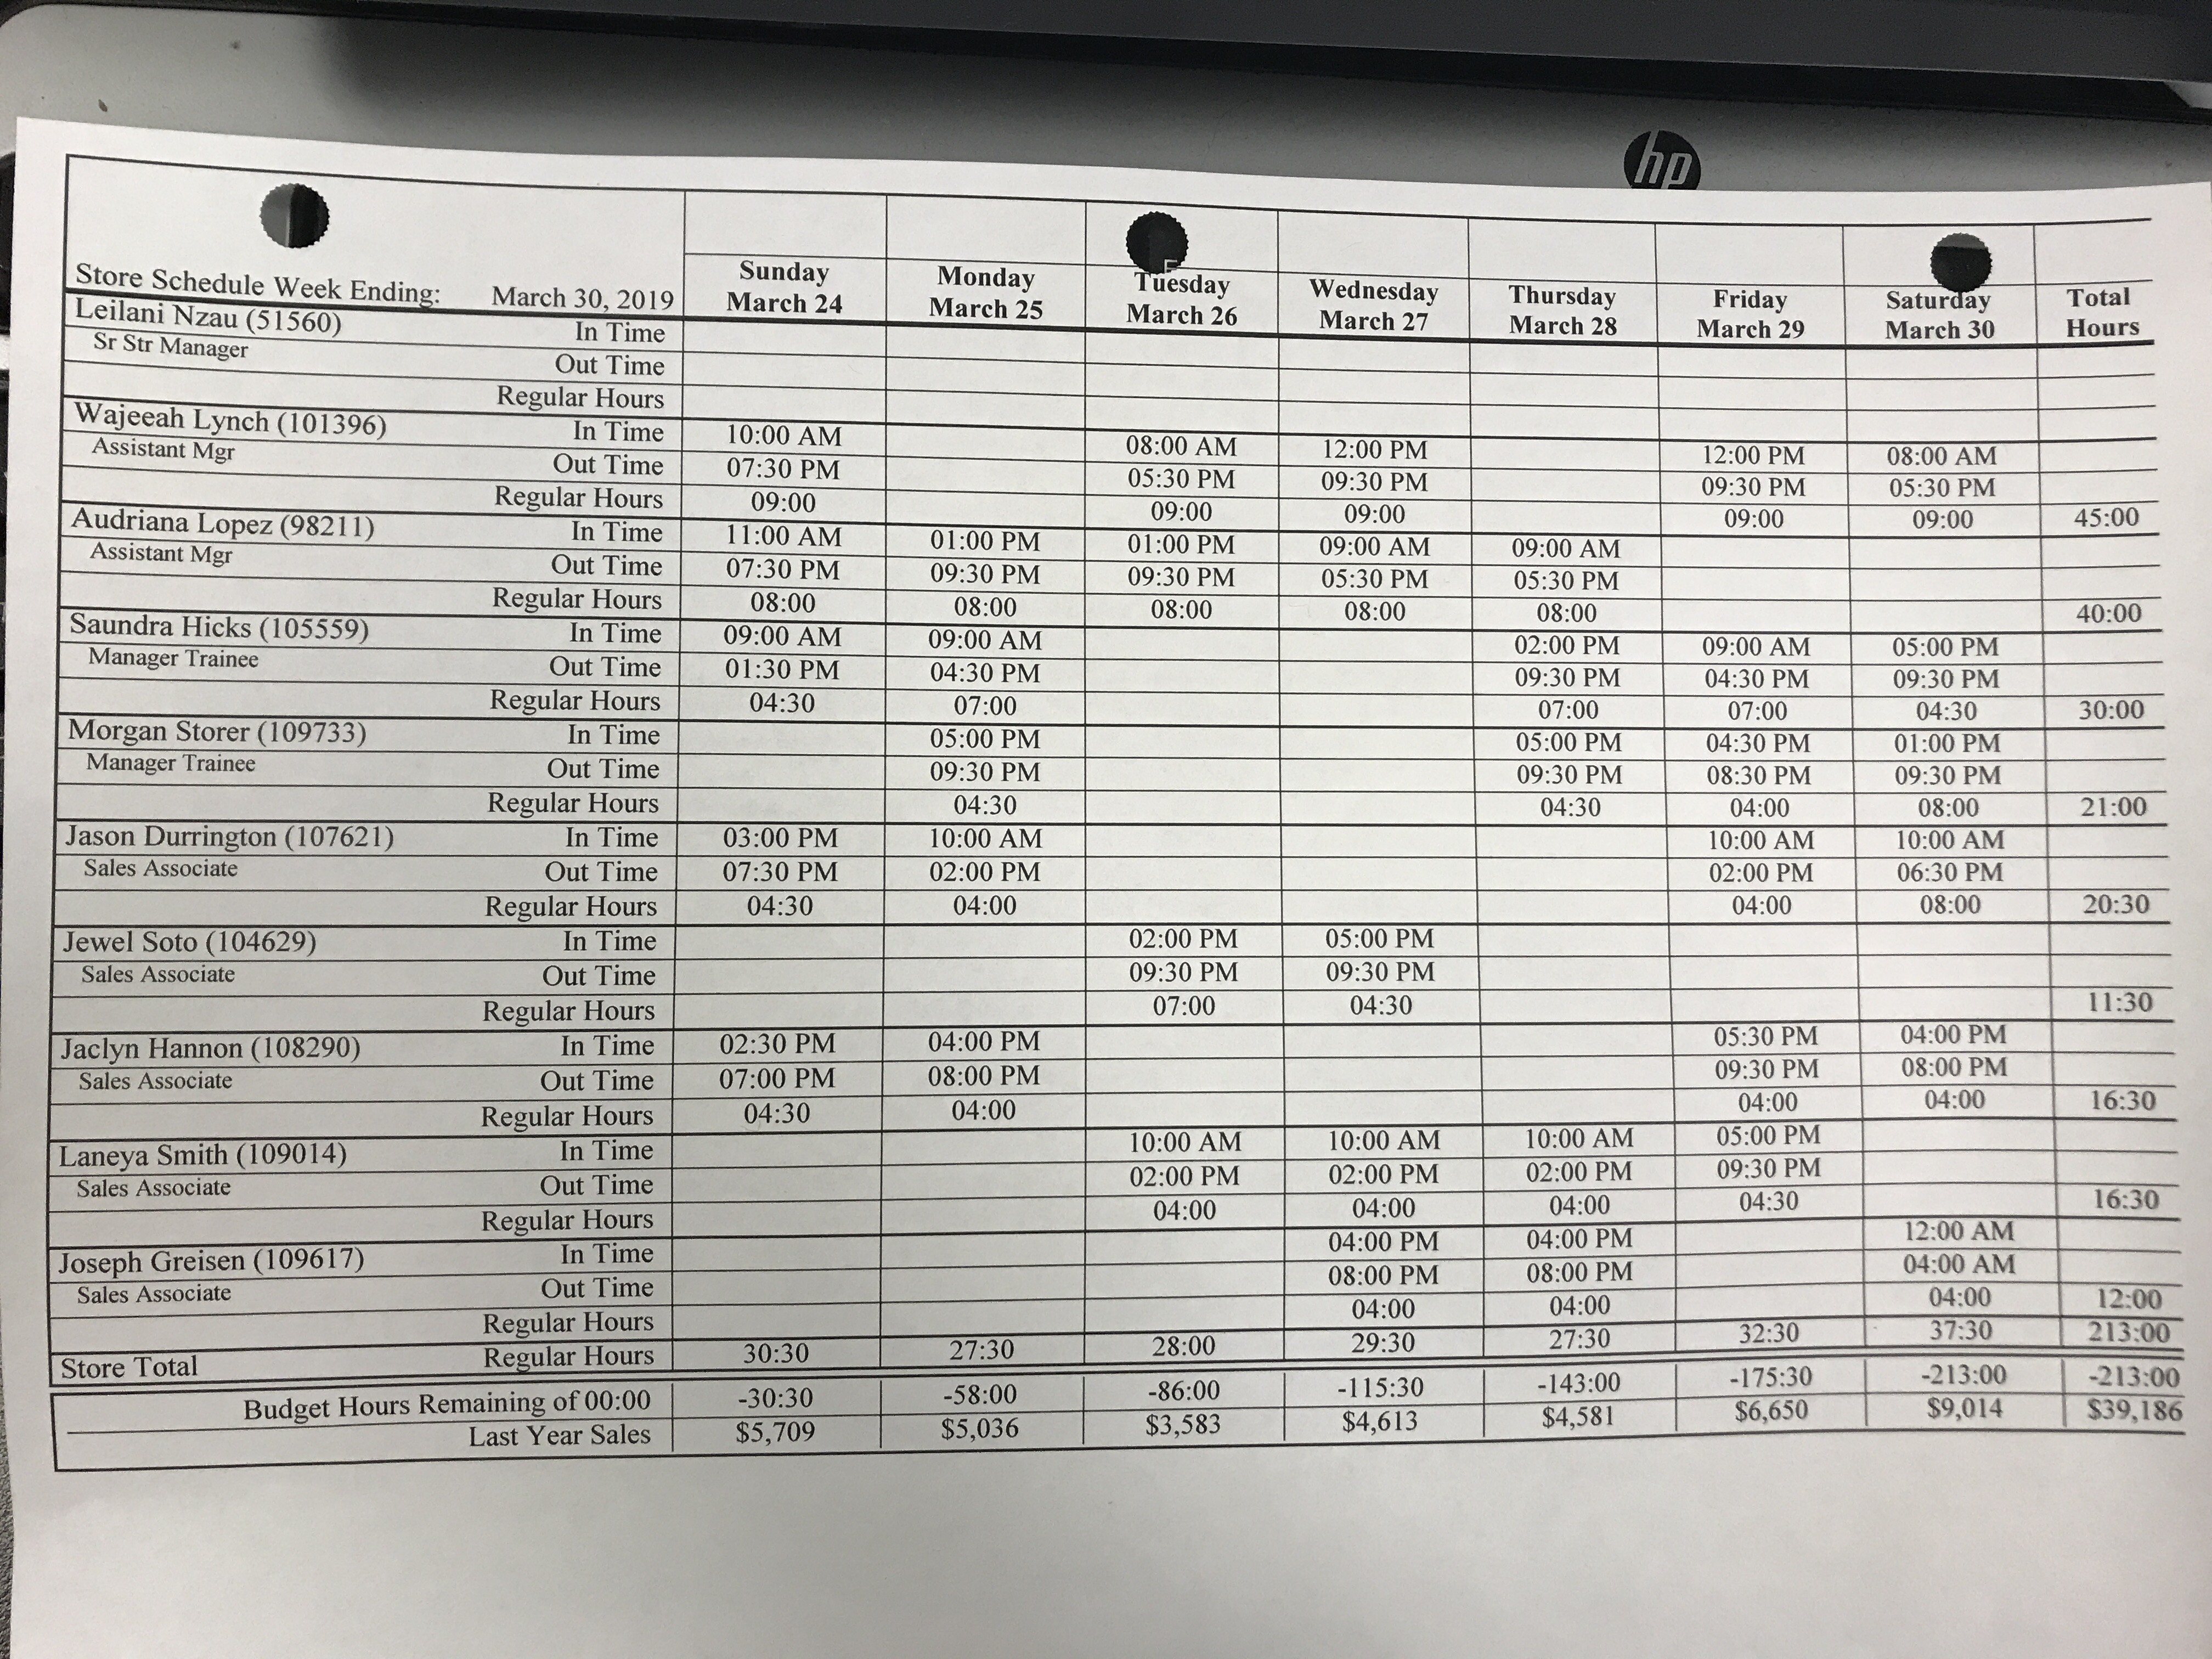 hp
Sunday Monday Tuesday Wednesday Thursday Friday Saturday Total
Store Schedule Week Ending: March 30, 2019 March 24 March 25 March 26 March 27 March 28 March 29 March 30 Hours
Leilani Nzau (51560) In Time
Sr Str Manager Out Time
Regular Hours
Wajeeah Lynch (101396) In Time 10:00 AM 08:00 AM 12:00 PM 12:00 PM 08:00 AM
Assistant Mgr Out Time 07:30 PM 05:30 PM 09:30 PM 09:30 PM 05:30 PM
Regular Hours 09:00 09:00 09:00 09:00 09:00 45:00
Audriana Lopez (98211) In Time 11:00 AM 01:00 PM 01:00 PM 09:00 AM 09:00 AM
Assistant Mgr Out Time 07:30 PM 09:30 PM 09:30 PM 05:30 PM 05:30 PM
Regular Hours 08:00 08:00 08:00 08:00 08:00 40:00
Saundra Hicks (105559) In Time 09:00 AM 09:00 AM 02:00 PM 09:00 AM 05:00 PM
Manager Trainee Out Time 01:30 PM 04:30 PM 09:30 PM 04:30 PM 09:30 PM
Regular Hours 04:30 07:00 07:00 07:00 04:30 30:00
Morgan Storer (109733) In Time 05:00 PM 05:00 PM 04:30 PM 01:00 PM
Manager Trainee Out Time 09:30 PM 09:30 PM 08:30 PM 09:30 PM
Regular Hours 04:30 04:30 04:00 08:00 21:00
Jason Durrington (107621) In Time 03:00 PM 10:00 AM 10:00 AM 10:00 AM
Sales Associate Out Time 07:30 PM 02:00 PM 02:00 PM 06:30 PM
Regular Hours 04:30 04:00 04:00 08:00 20:30
Jewel Soto (104629) In Time 02:00 PM 05:00 PM
Sales Associate Out Time 09:30 PM 09:30 PM
Regular Hours 07:00 04:30 11:30
Jaclyn Hannon (108290) In Time 02:30 PM 04:00 PM 05:30 PM 04:00 PM
Sales Associate Out Time 07:00 PM 08:00 PM 09:30 PM 08:00 PM
Regular Hours 04:30 04:00 04:00 04:00 16:30
Laneya Smith (109014) In Time 10:00 AM 10:00 AM 10:00 AM 05:00 PM
Sales Associate Out Time 02:00 PM 02:00 PM 02:00 PM 09:30 PM
Regular Hours 04:00 04:00 04:00 04:30 16:30
Joseph Greisen (109617) In Time 04:00 PM 04:00 PM 12:00 AM
Sales Associate Out Time 08:00 PM 08:00 PM 04:00 AM
Regular Hours 04:00 04:00 04:00 12:00
Store Total Regular Hours 30:30 27:30 28:00 29:30 27:30 32:30 37:30 213:00
Budget Hours Remaining of 00:00 -30:30 -58:00 -86:00 -115:30 -143:00 -175:30 -213:00 -213:00
Last Year Sales $5,709 $5,036 $3,583 $4,613 $4,581 $6,650 $9,014 $39,186